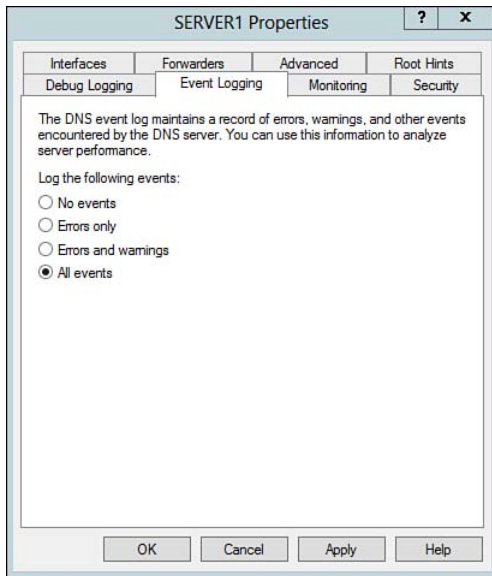 SERVER1 Properties
? x
Interfaces Forwarders Advanced Root Hints
Debug Logging Event Logging Monitoring Security
The DNS event log maintains a record of errors, warnings, and other events
encountered by the DNS server. You can use this information to analyze
server performance.
Log the following events:
No events
Errors only
Errors and warnings
All events
OK Cancel Apply Help